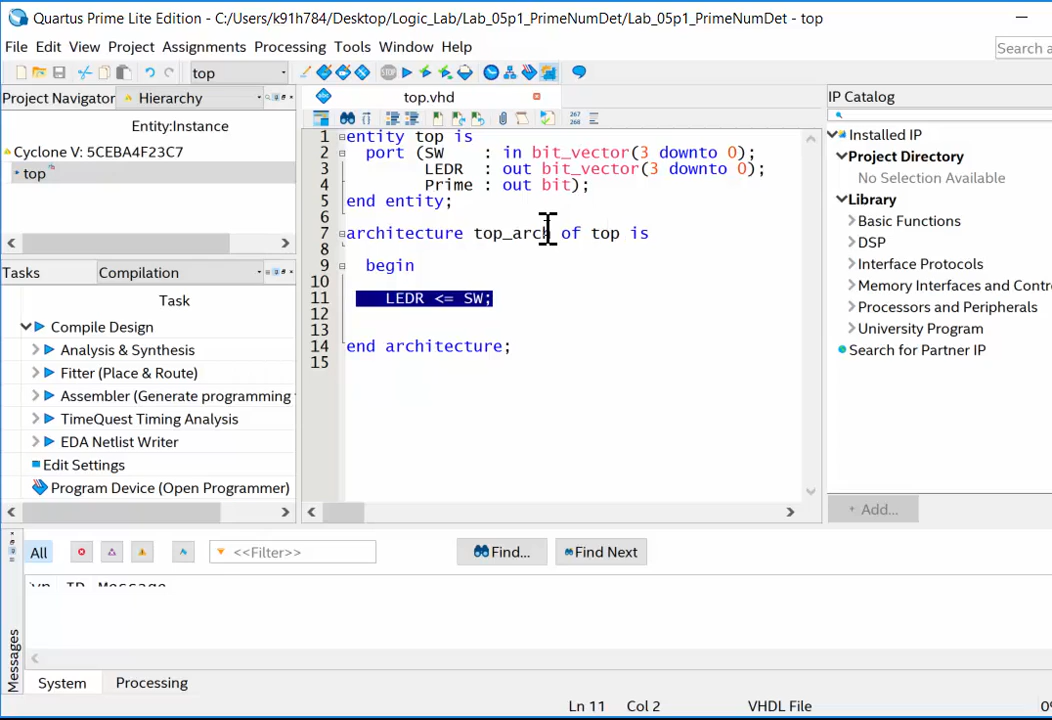 Quartus Prime Lite Edition - C:/Users/k91h784/Desktop/Logic_Lab/Lab_05p1_PrimeNumDet/Lab_05p1_PrimeNumDet - top
File Edit View Project Assignments Processing Tools Window Help
Search a
top
Project Navigator Hierarchy
top.vhd
IP Catalog
Entity:Instance
Cyclone V: 5CEBA4F23C7
top
1 entity top is
2 port (SW : in bit_vector(3 downto 0);
3 LEDR : out bit_vector(3 downto 0);
4 Prime : out bit);
5 end entity;
6
7 architecture top_arch of top is
8
9 begin
10
11 LEDR <= SW;
12
13
14 end architecture;
15
Installed IP
Project Directory
No Selection Available
Library
Basic Functions
DSP
Interface Protocols
Memory Interfaces and Contr
Processors and Peripherals
University Program
Search for Partner IP
+ Add...
Tasks Compilation
Task
Compile Design
Analysis & Synthesis
Fitter (Place & Route)
Assembler (Generate programming
TimeQuest Timing Analysis
EDA Netlist Writer
Edit Settings
Program Device (Open Programmer)
All <<Filter>> Find... Find Next
ID Message
Messages
System Processing
Ln 11 Col 2 VHDL File 0%